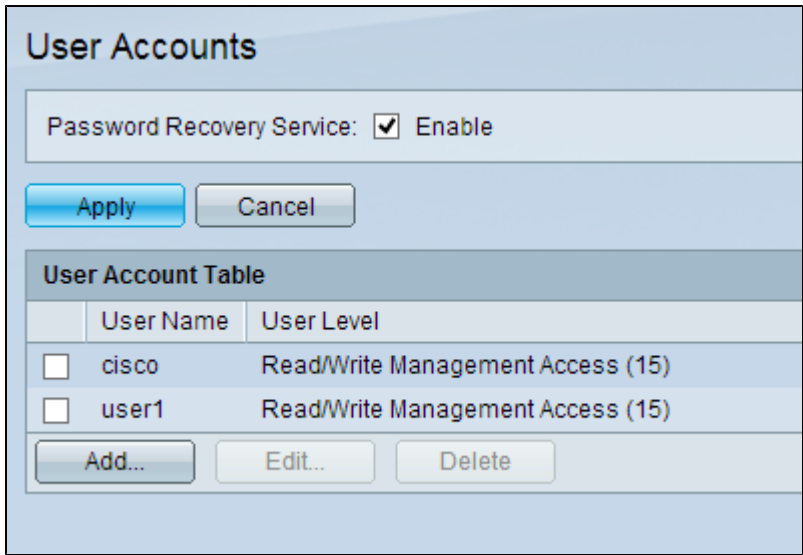 User Accounts
Password Recovery Service: Enable
Apply Cancel
User Account Table
User Name User Level
cisco Read/Write Management Access (15)
user1 Read/Write Management Access (15)
Add... Edit... Delete